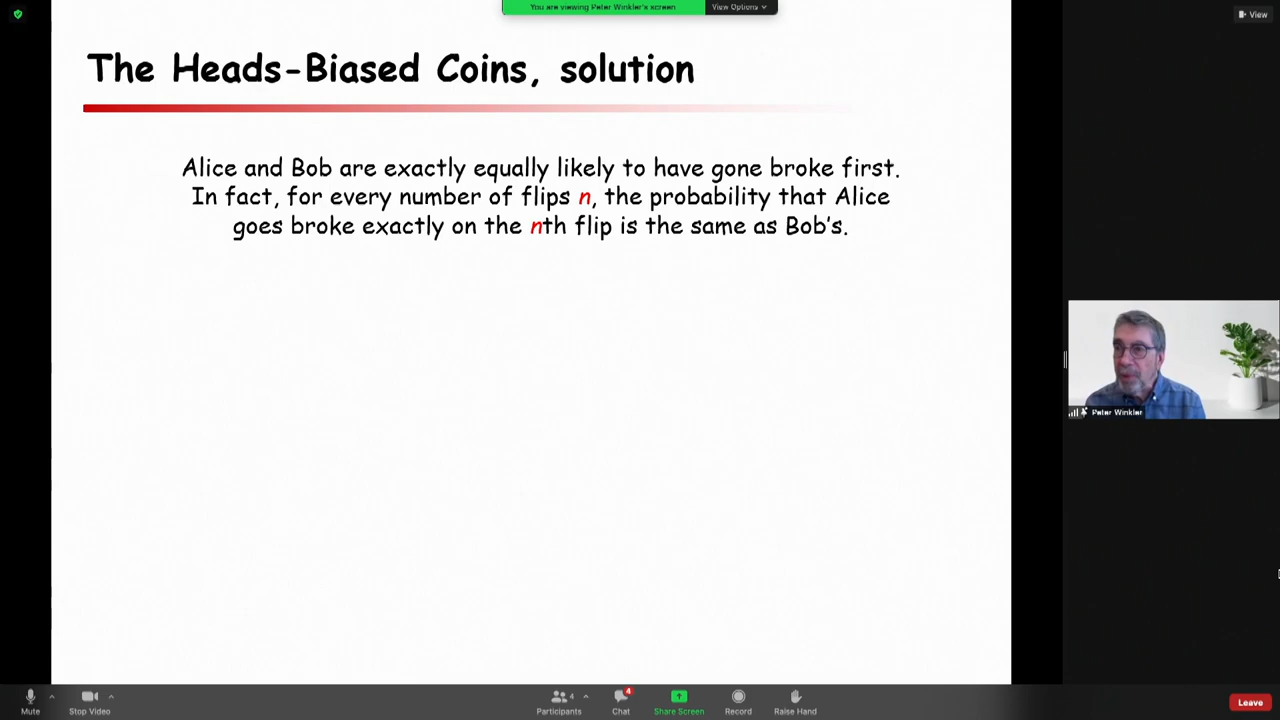 You are viewing Peter Winkler's screen
View Options
View
The Heads-Biased Coins, solution
Alice and Bob are exactly equally likely to have gone broke first.
In fact, for every number of flips n, the probability that Alice
goes broke exactly on the nth flip is the same as Bob's.
Peter Winkler
Mute
Stop Video
Participants
4
Chat
4
Share Screen
Record
Raise Hand
Leave